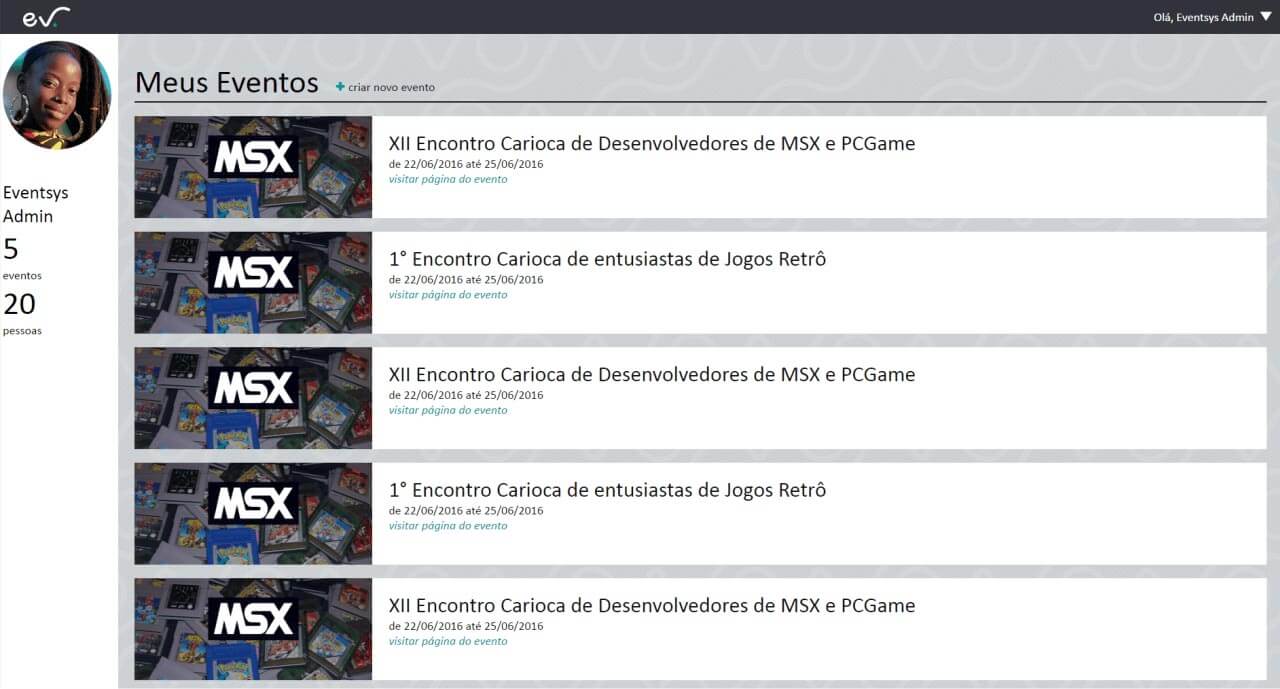 ev.
Olá, Eventsys Admin
Meus Eventos
criar novo evento
Eventsys
Admin
5
eventos
20
pessoas
MSX
XII Encontro Carioca de Desenvolvedores de MSX e PCGame
de 22/06/2016 até 25/06/2016
visitar página do evento
MSX
1° Encontro Carioca de entusiastas de Jogos Retrô
de 22/06/2016 até 25/06/2016
visitar página do evento
MSX
XII Encontro Carioca de Desenvolvedores de MSX e PCGame
de 22/06/2016 até 25/06/2016
visitar página do evento
MSX
1° Encontro Carioca de entusiastas de Jogos Retrô
de 22/06/2016 até 25/06/2016
visitar página do evento
MSX
XII Encontro Carioca de Desenvolvedores de MSX e PCGame
de 22/06/2016 até 25/06/2016
visitar página do evento